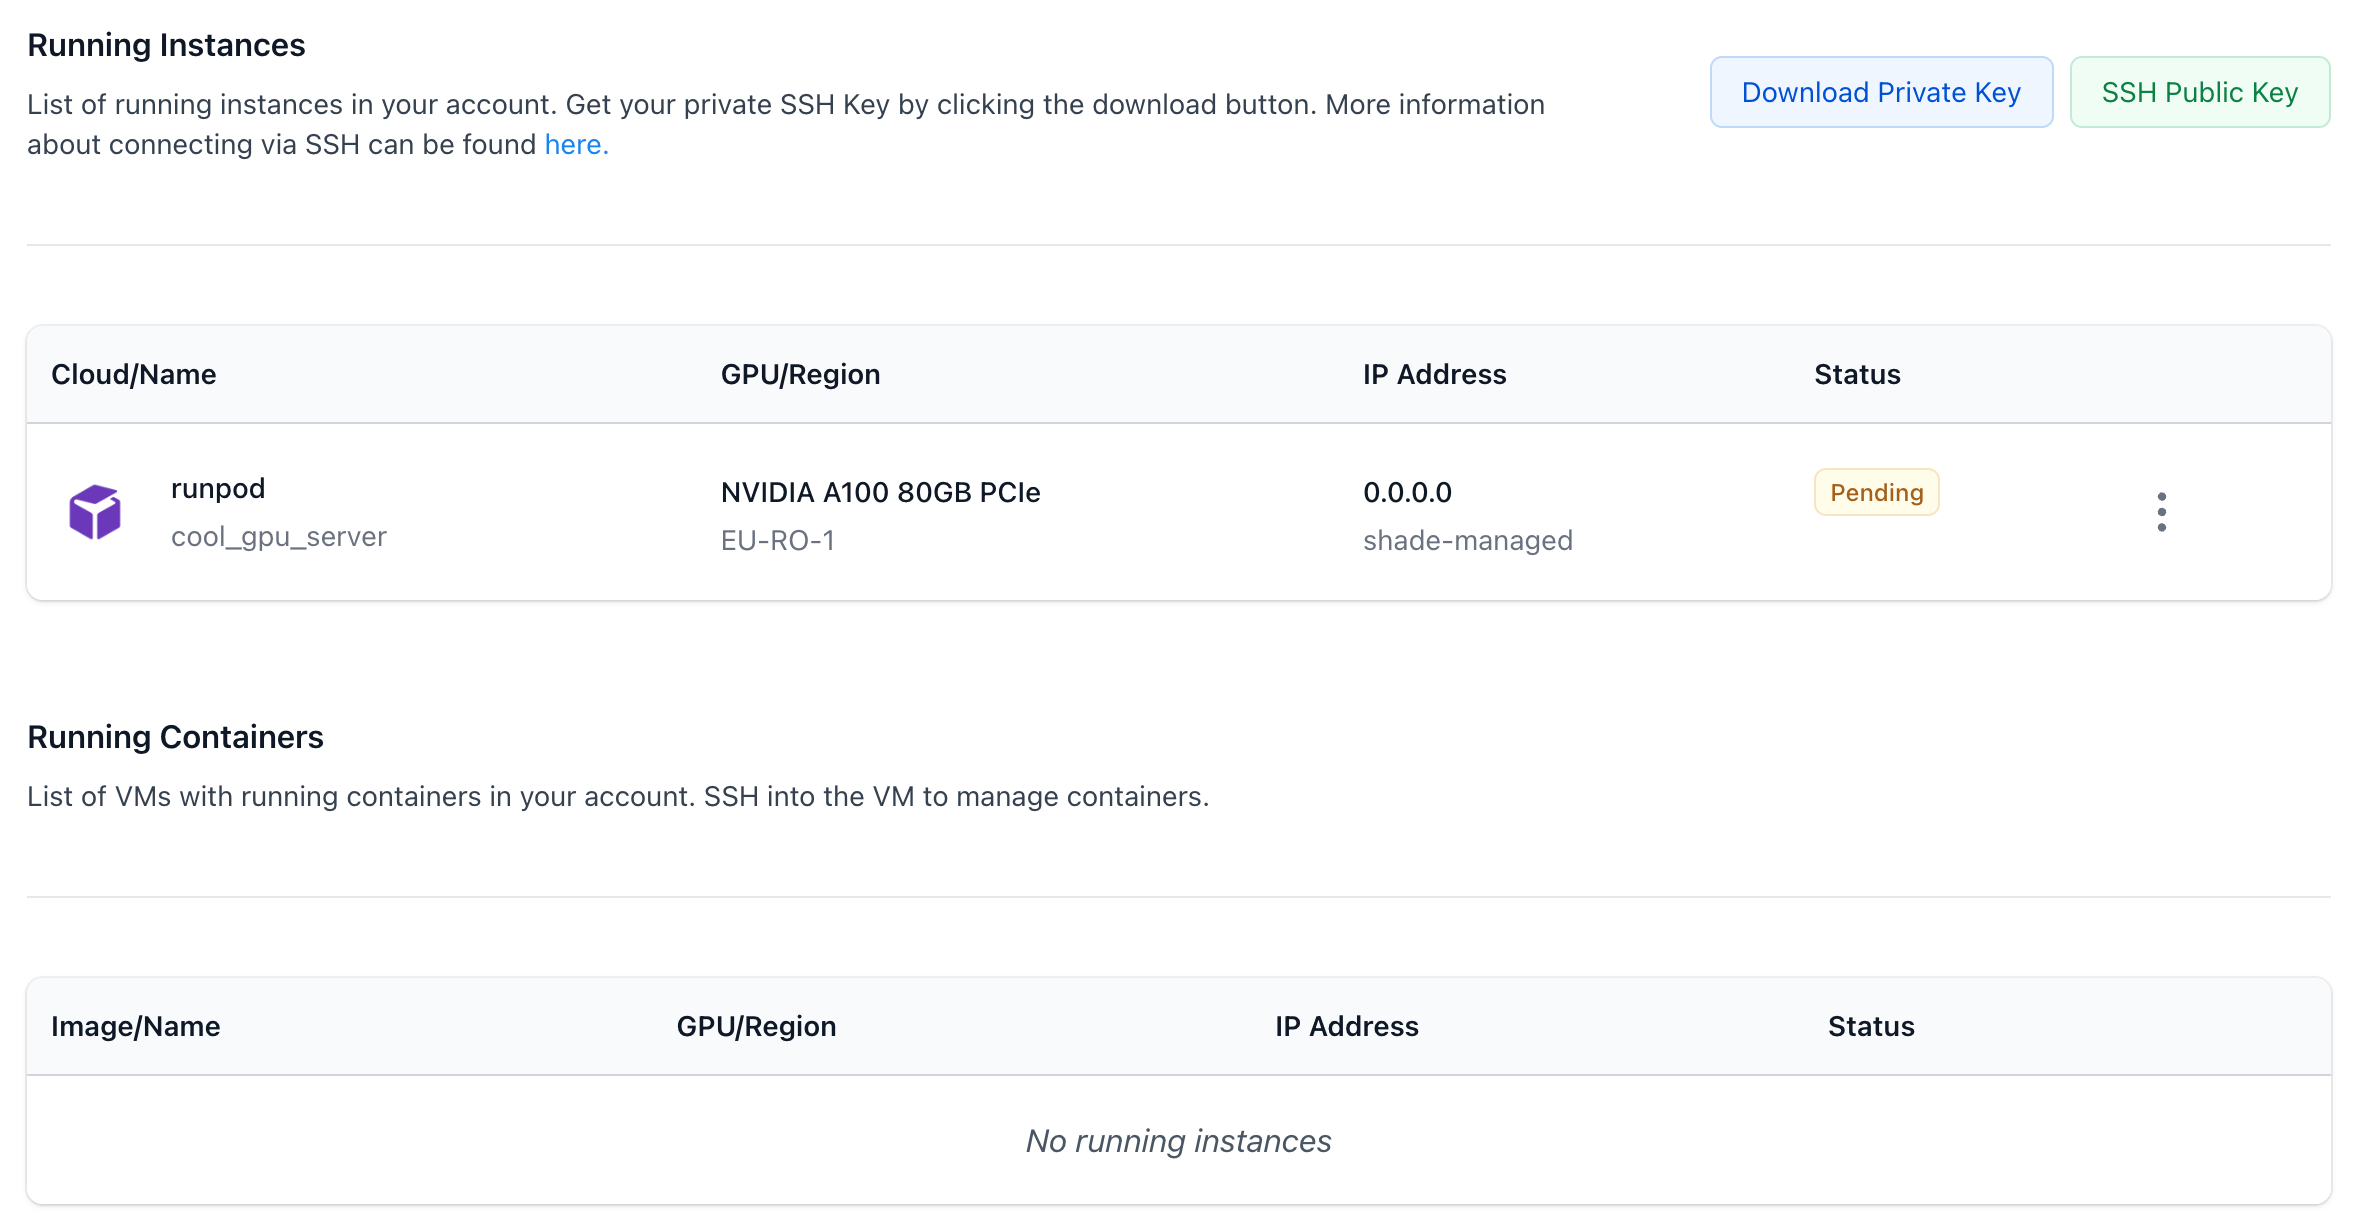 Running Instances
List of running instances in your account. Get your private SSH Key by clicking the download button. More information
about connecting via SSH can be found here.
Download Private Key
SSH Public Key
Cloud/Name
GPU/Region
IP Address
Status
runpod
cool_gpu_server
NVIDIA A100 80GB PCIe
EU-RO-1
0.0.0.0
shade-managed
Pending
Running Containers
List of VMs with running containers in your account. SSH into the VM to manage containers.
Image/Name
GPU/Region
IP Address
Status
No running instances